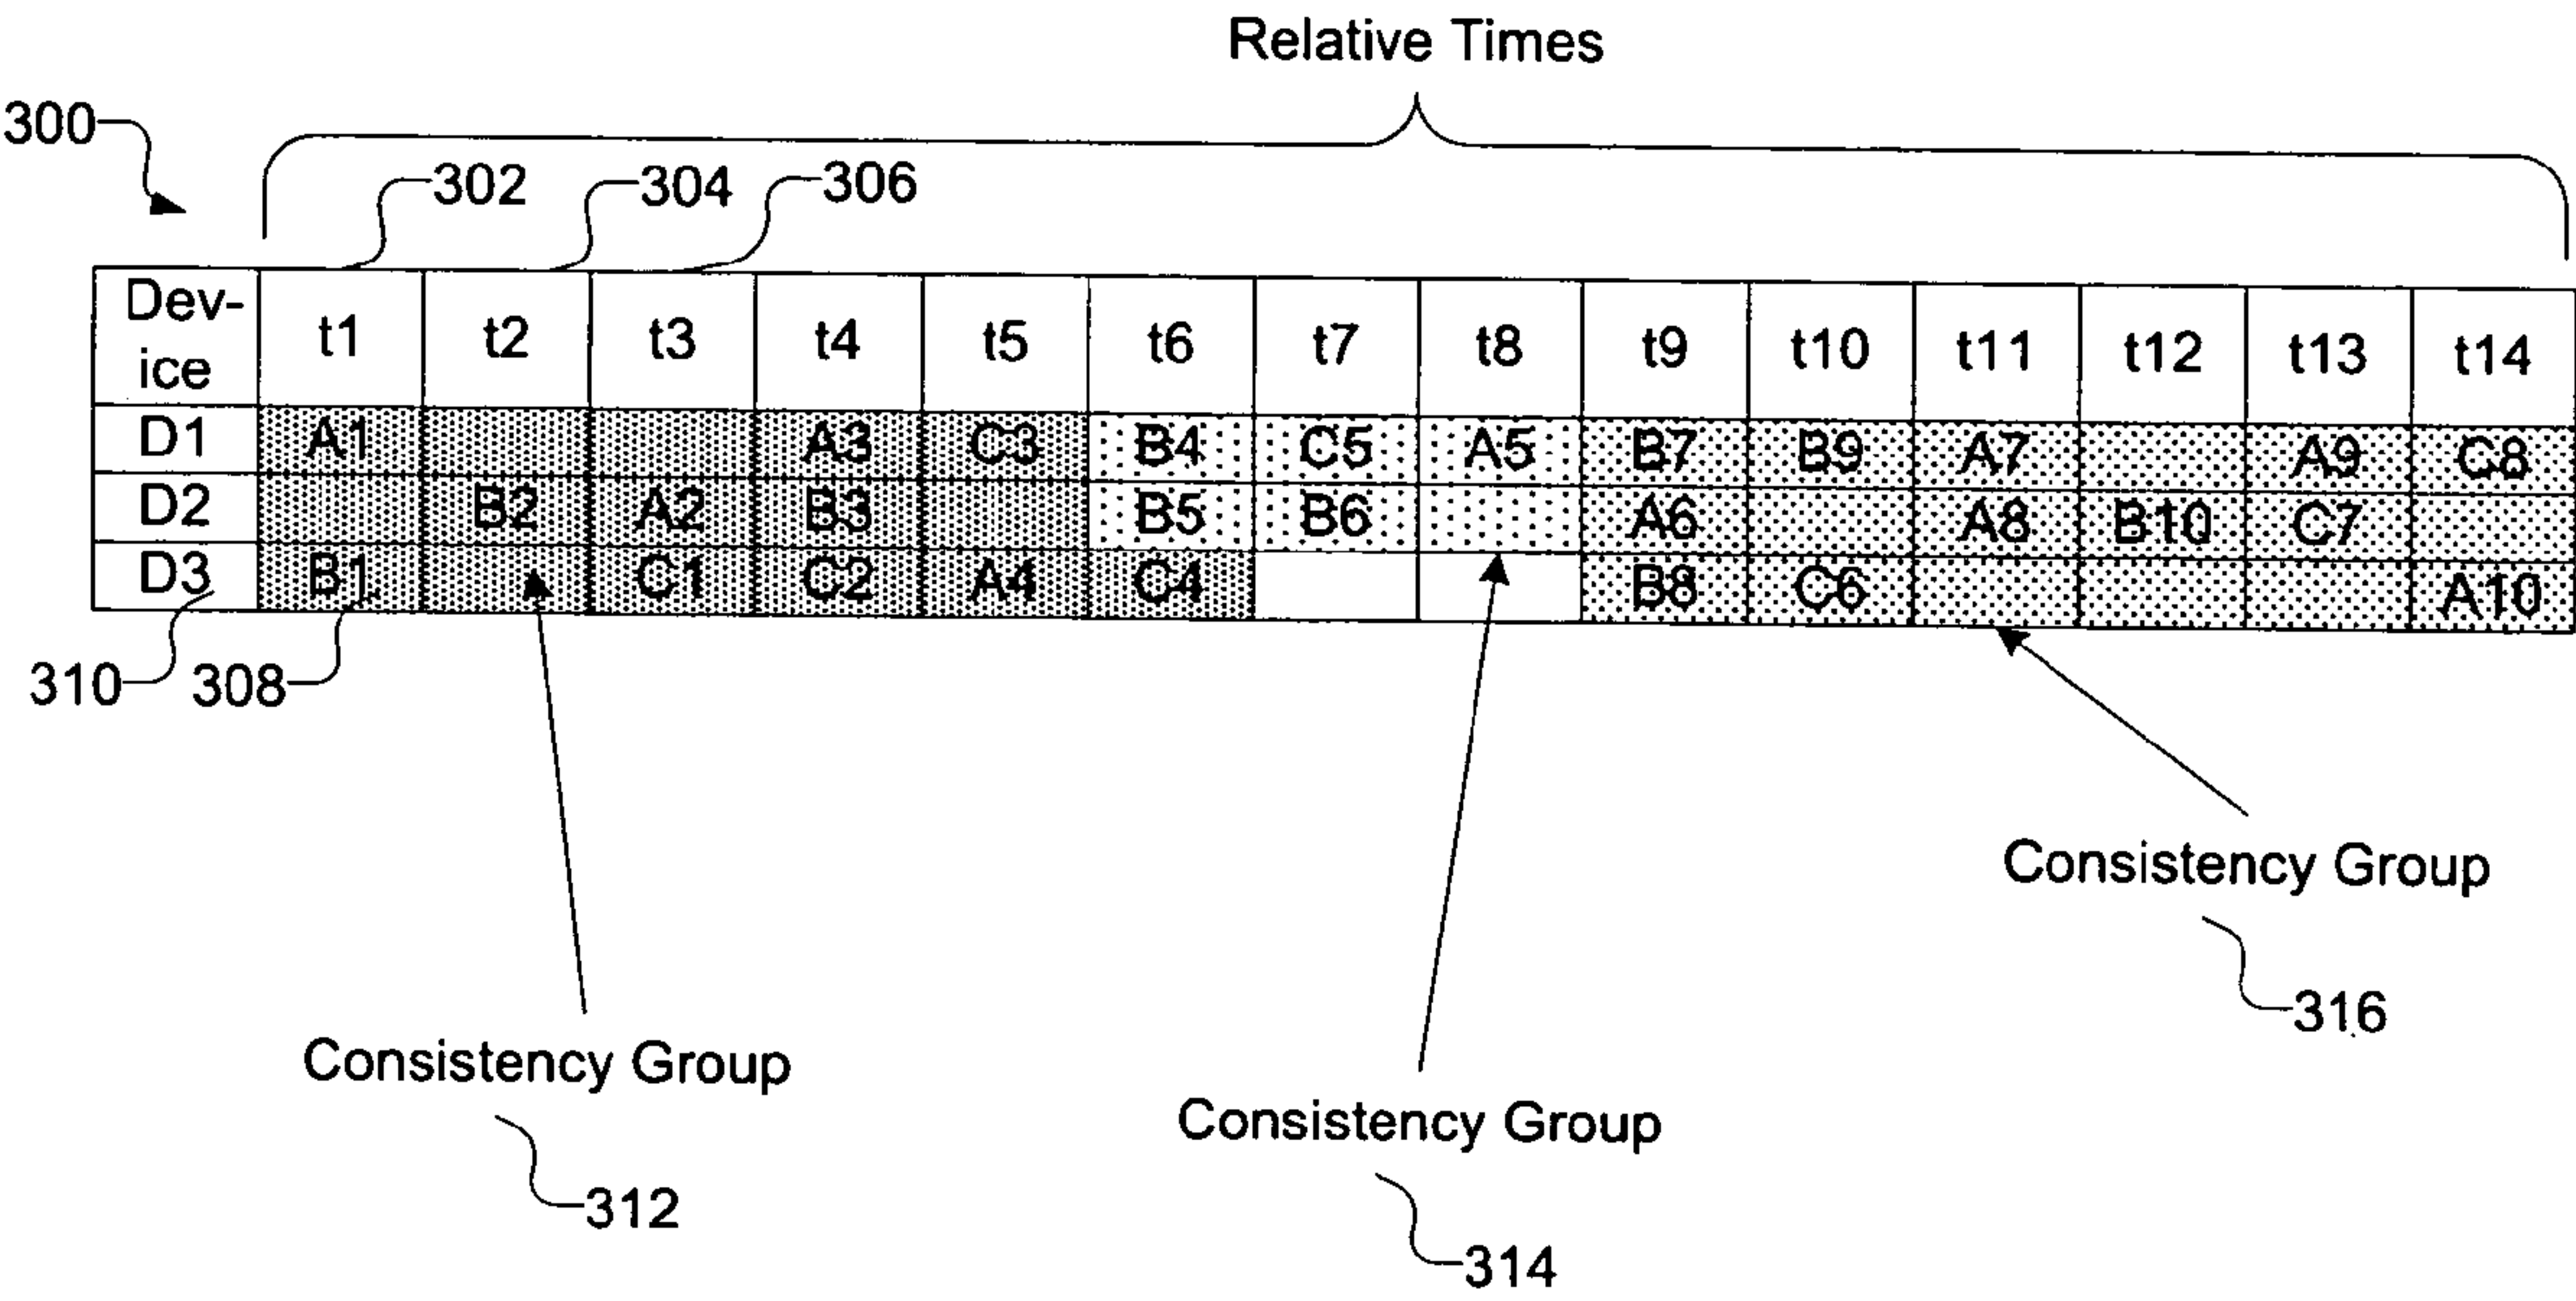 Relative Times
300
302
304
306
Dev-
ice
t1 t2 t3 t4 t5 t6 t7 t8 t9 t10 t11 t12 t13 t14
D1 A1 A3 C3 B4 C5 A5 B7 B9 A7 A9 C8
D2 B2 A2 B3 B5 B6 A6 A8 B10 C7
D3 B1 C1 C2 A4 C4 B8 C6 A10
310
308
Consistency Group
316
Consistency Group
312
Consistency Group
314